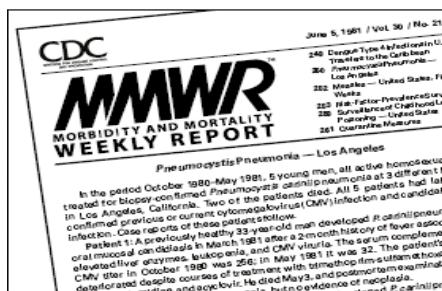 June 5, 1981 / Vol. 30 / No. 21
CDC
MMWR
MORBIDITY AND MORTALITY
WEEKLY REPORT
249 Dengue Type 4 Infections in U.S.
Travelers to the Caribbean
250 Pneumocystis Pneumonia —
Los Angeles
252 Measles — United States, First
Weeks
253 Risk-Factor-Prevalence Survey
Surveillance of Childhood Lead
Poisoning — United States
261 Quarantine Measures
Pneumocystis Pneumonia — Los Angeles
In the period October 1980-May 1981, 5 young men, all active homosexuals
treated for biopsy-confirmed Pneumocystis carinii pneumonia at 3 different
in Los Angeles, California. Two of the patients died. All 5 patients had
confirmed previous or current cytomegalovirus (CMV) infection and candidal
infection. Case reports of these patients follow.
Patient 1: A previously healthy 33-year-old man developed P. carinii
oral mucosal candidiasis in March 1981 after a 2-month history of fever
elevated liver enzymes, leukopenia, and CMV viruria. The serum complement
CMV titer in October 1980 was 256; in May 1981 it was 32. The patient's
deteriorated despite courses of treatment with trimethoprim-sulfamethoxazole
and acyclovir. He died May 3, and postmortem
but no evidence of neoplasia.